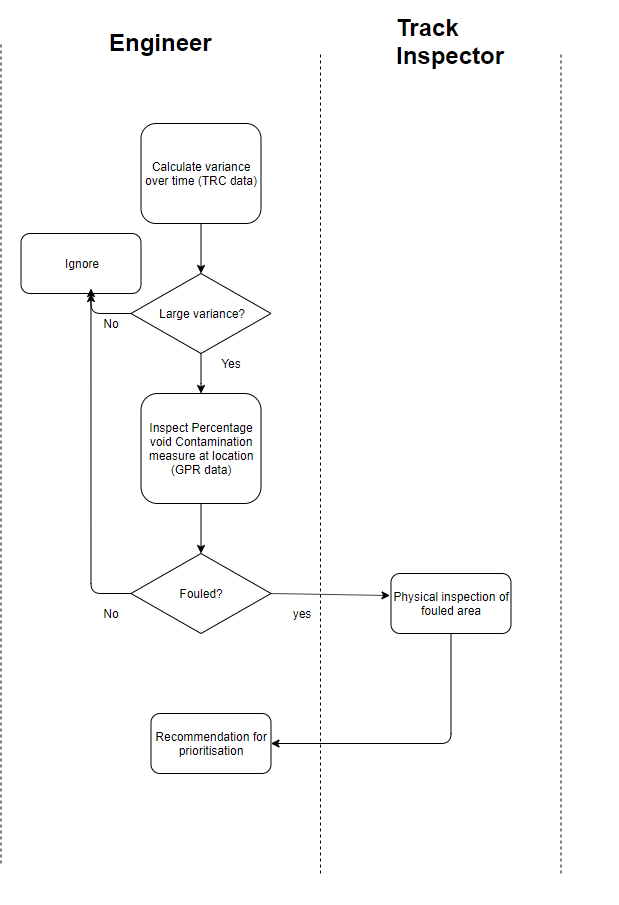 Engineer
Track
Inspector
Calculate variance
over time (TRC data)
Ignore
Large variance?
No
Yes
Inspect Percentage
void Contamination
measure at location
(GPR data)
Fouled?
No
yes
Physical inspection of
fouled area
Recommendation for
prioritisation